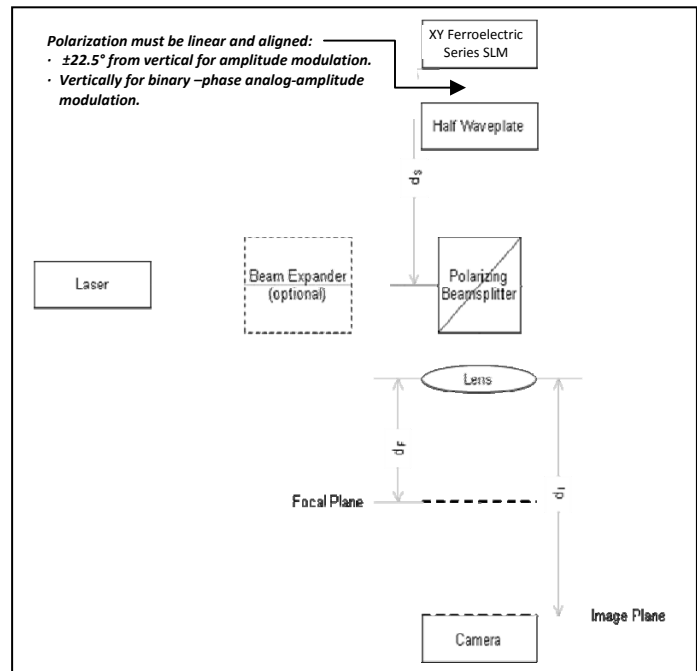 Polarization must be linear and aligned:
· ±22.5° from vertical for amplitude modulation.
· Vertically for binary –phase analog-amplitude
modulation.
XY Ferroelectric
Series SLM
Half Waveplate
dS
Laser
Beam Expander
(optional)
Polarizing
Beamsplitter
Lens
dF
dI
Focal Plane
Image Plane
Camera